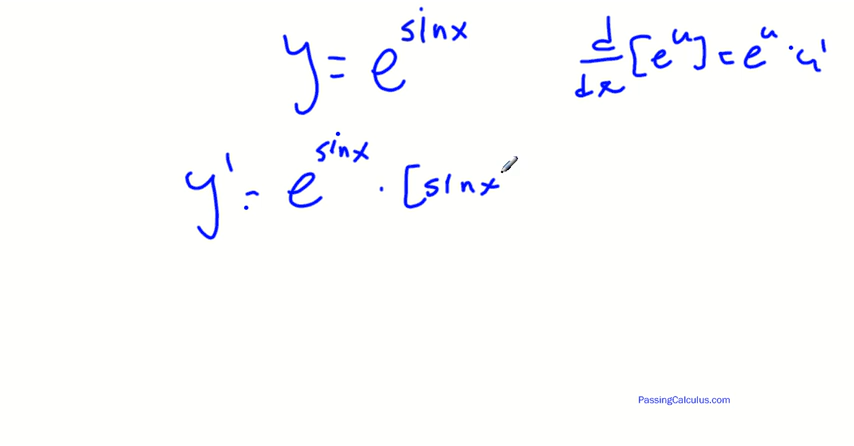 y = e^sinx
d/dx [e^u] = e^u · u'
y' = e^sinx · [sinx
PassingCalculus.com